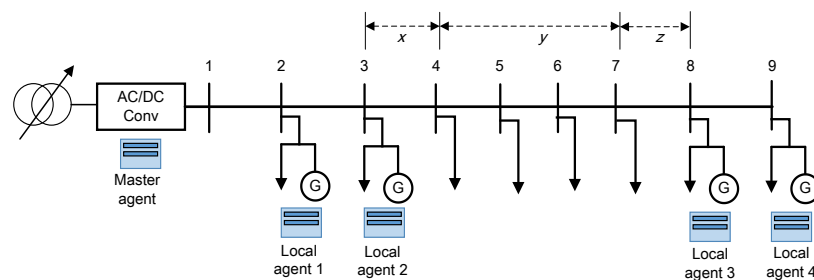 x
y
z
1
2
3
4
5
6
7
8
9
AC/DC
Conv
Master
agent
G
G
G
G
Local
agent 1
Local
agent 2
Local
agent 3
Local
agent 4